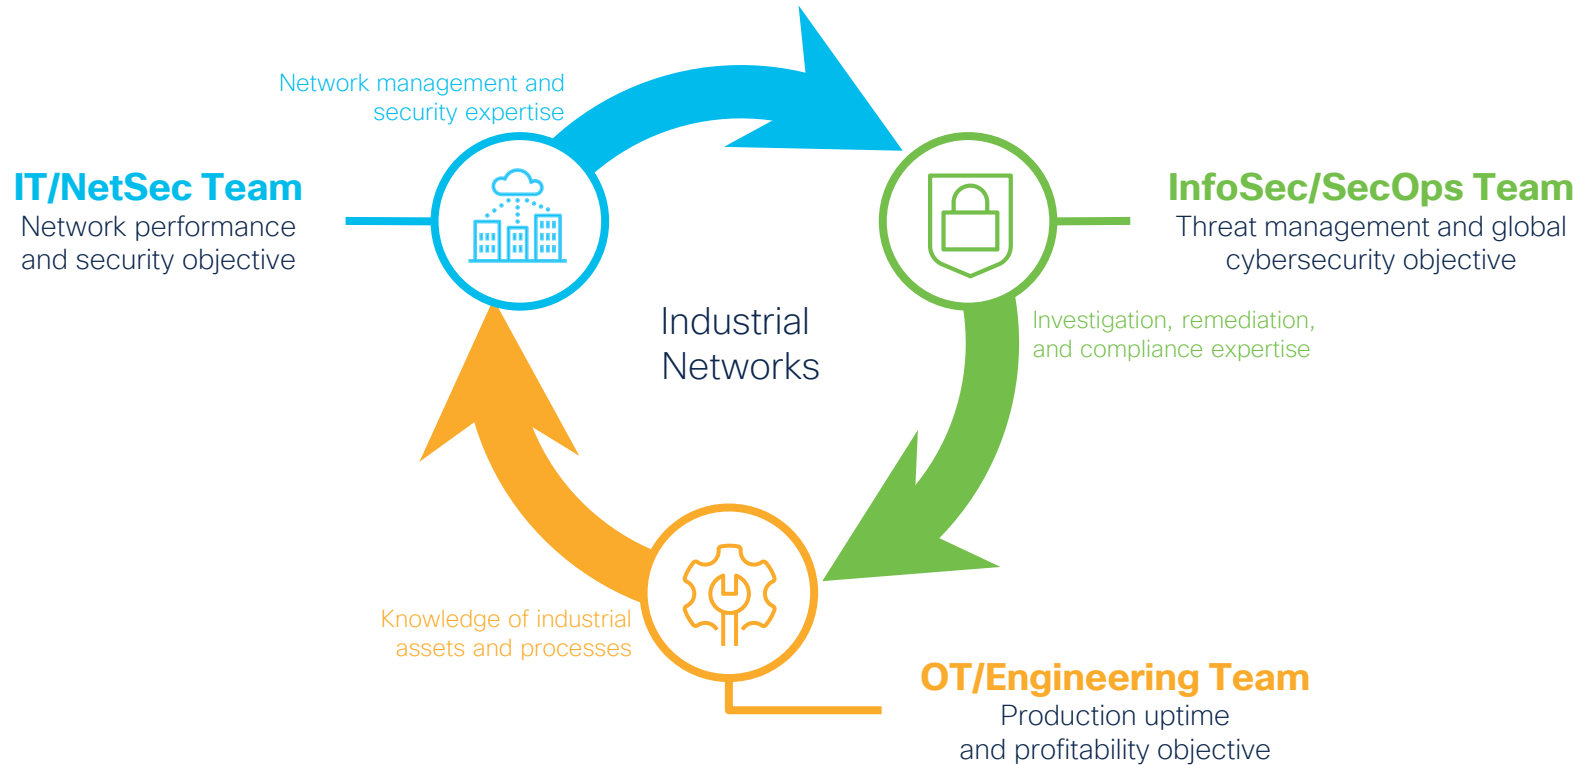 Network management and
security expertise
IT/NetSec Team
Network performance
and security objective
InfoSec/SecOps Team
Threat management and global
cybersecurity objective
Industrial
Networks
Investigation, remediation,
and compliance expertise
Knowledge of industrial
assets and processes
OT/Engineering Team
Production uptime
and profitability objective